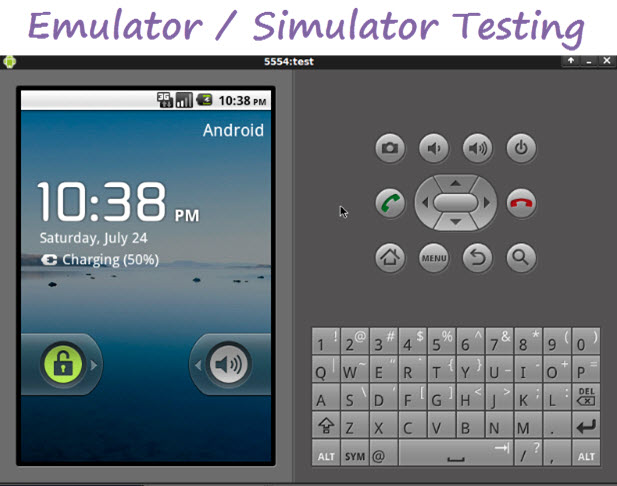 Emulator / Simulator Testing
5554:test
3G 10:38 PM
Android
10:38 PM
Saturday, July 24
Charging (50%)
MENU
1 ! 2 @ 3 # 4 $ 5 % 6 ^ 7 & 8 * 9 ( 0 )
Q | W ~ E " R ` T { Y } U _ I - O + P =
A S \ D ' F [ G ] H < J > K ; L : DEL
Z X C V B N M .
ALT SYM @ / ? , ALT